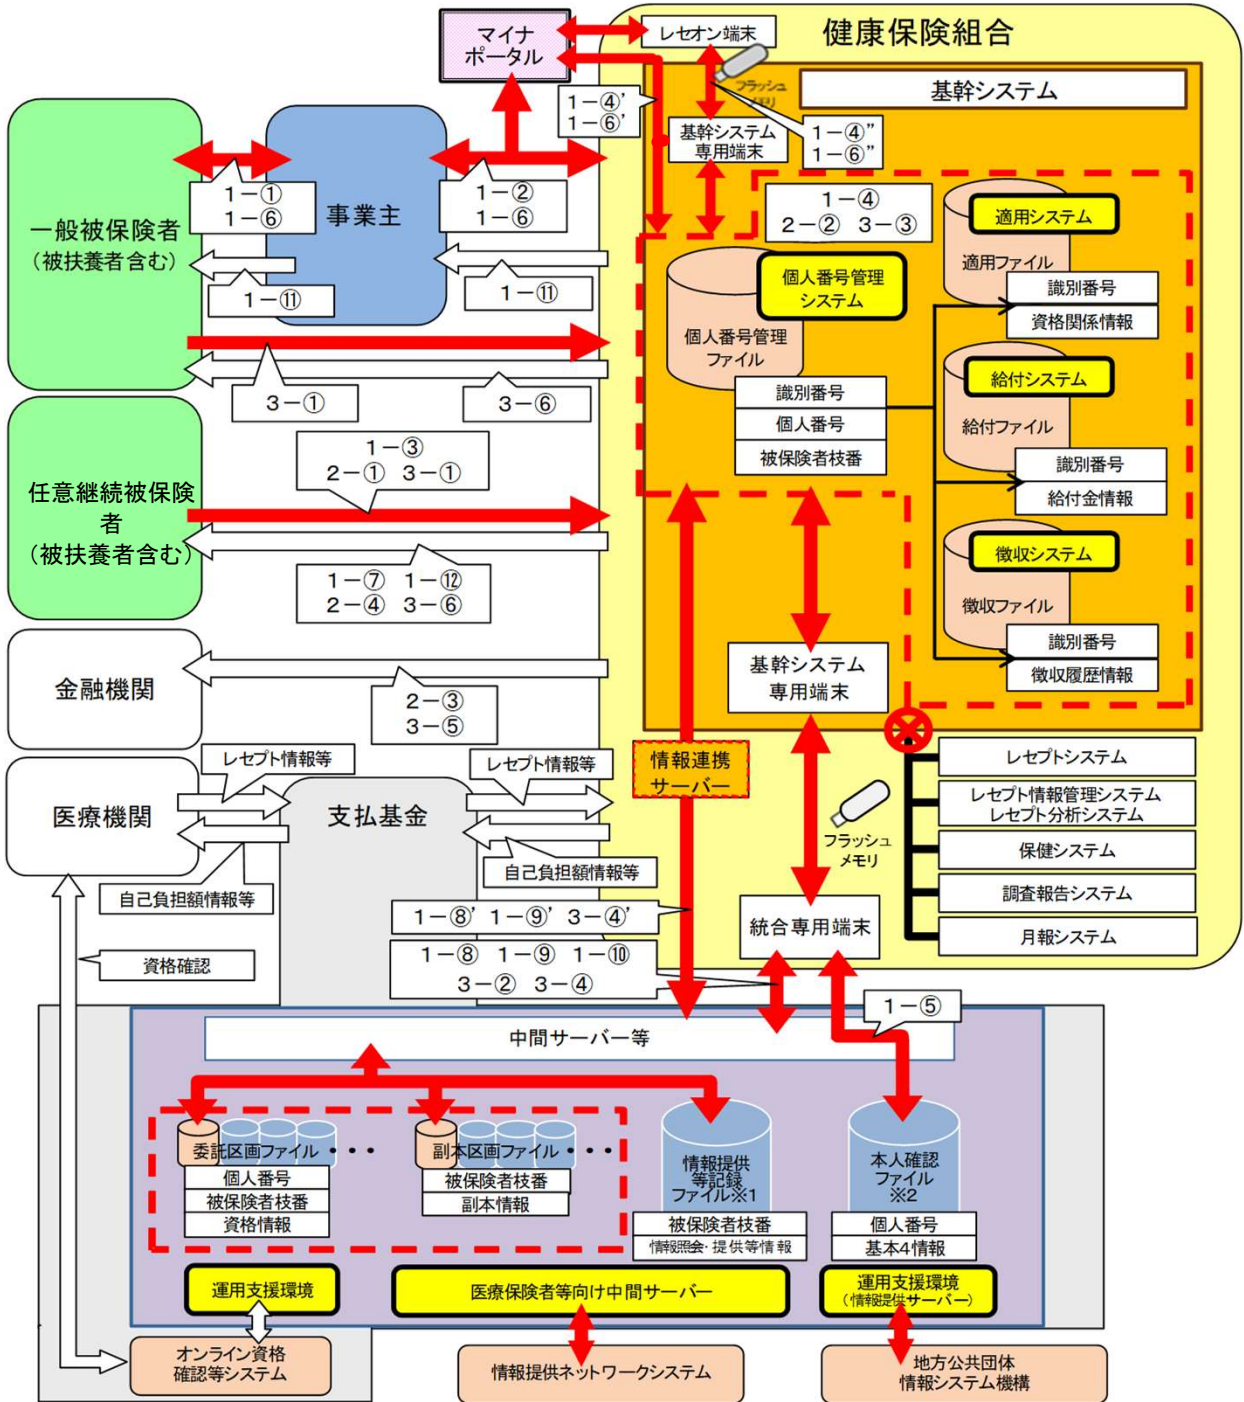 マイナ
ポータル
レセオン端末
健康保険組合
フラッシュ
メモリ
基幹システム
1-④’
1-⑥’
基幹システム
専用端末
1-④”
1-⑥”
一般被保険者
(被扶養者含む)
1-①
1-⑥
事業主
1-②
1-⑥
1-⑪
1-⑪
3-①
3-⑥
1-④
2-② 3-③
適用システム
適用ファイル
識別番号
資格関係情報
個人番号管理
システム
個人番号管理
ファイル
識別番号
個人番号
被保険者枝番
給付システム
給付ファイル
識別番号
給付金情報
徴収システム
徴収ファイル
識別番号
徴収履歴情報
任意継続被保険
者
(被扶養者含む)
1-③
2-① 3-①
1-⑦ 1-⑫
2-④ 3-⑥
金融機関
2-③
3-⑤
基幹システム
専用端末
医療機関
レセプト情報等
支払基金
レセプト情報等
自己負担額情報等
自己負担額情報等
情報連携
サーバー
フラッシュ
メモリ
レセプトシステム
レセプト情報管理システム
レセプト分析システム
保健システム
調査報告システム
月報システム
統合専用端末
1-⑧’ 1-⑨’ 3-④’
1-⑧ 1-⑨ 1-⑩
3-② 3-④
資格確認
1-⑤
中間サーバー等
委託区画ファイル・・・
個人番号
被保険者枝番
資格情報
副本区画ファイル・・・
被保険者枝番
副本情報
情報提供
等記録
ファイル※1
被保険者枝番
情報照会・提供等情報
本人確認
ファイル
※2
個人番号
基本4情報
運用支援環境
医療保険者等向け中間サーバー
運用支援環境
(情報提供サーバー)
オンライン資格
確認等システム
情報提供ネットワークシステム
地方公共団体
情報システム機構